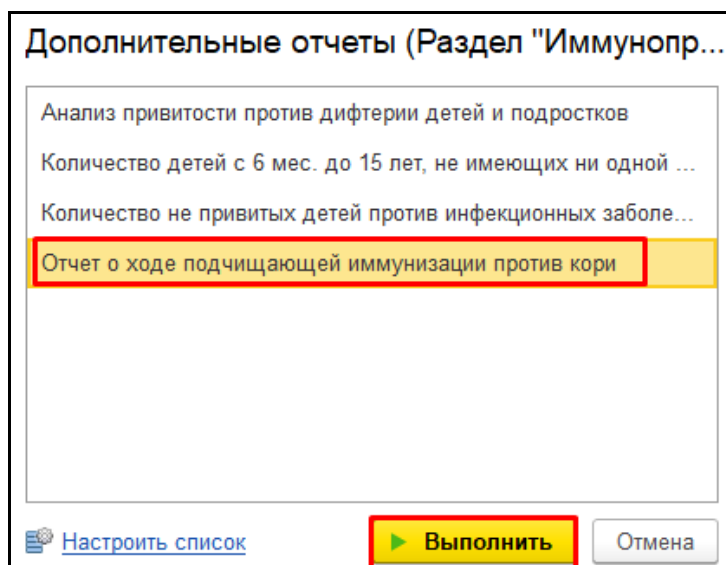 Дополнительные отчеты (Раздел "Иммунопр...
Анализ привитости против дифтерии детей и подростков
Количество детей с 6 мес. до 15 лет, не имеющих ни одной ...
Количество не привитых детей против инфекционных заболе...
Отчет о ходе подчищающей иммунизации против кори
Настроить список
Выполнить
Отмена